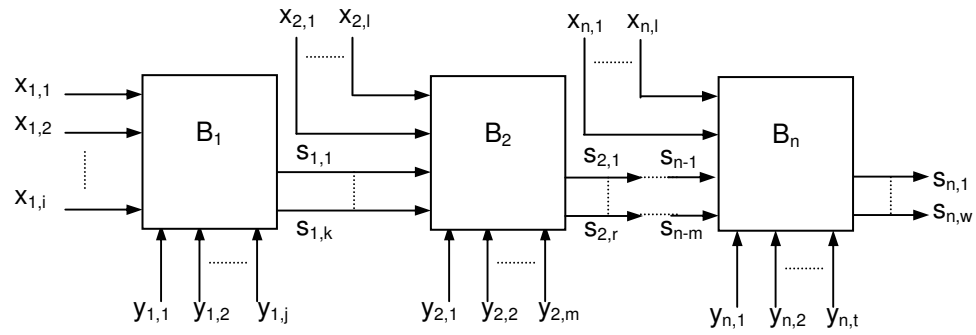 x2,1 x2,l xn,1 xn,l
x1,1
x1,2
x1,i
B1 B2 Bn
s1,1 s2,1 sn-1
s1,k s2,r sn-m
sn,1
sn,w
y1,1 y1,2 y1,j y2,1 y2,2 y2,m yn,1 yn,2 yn,t